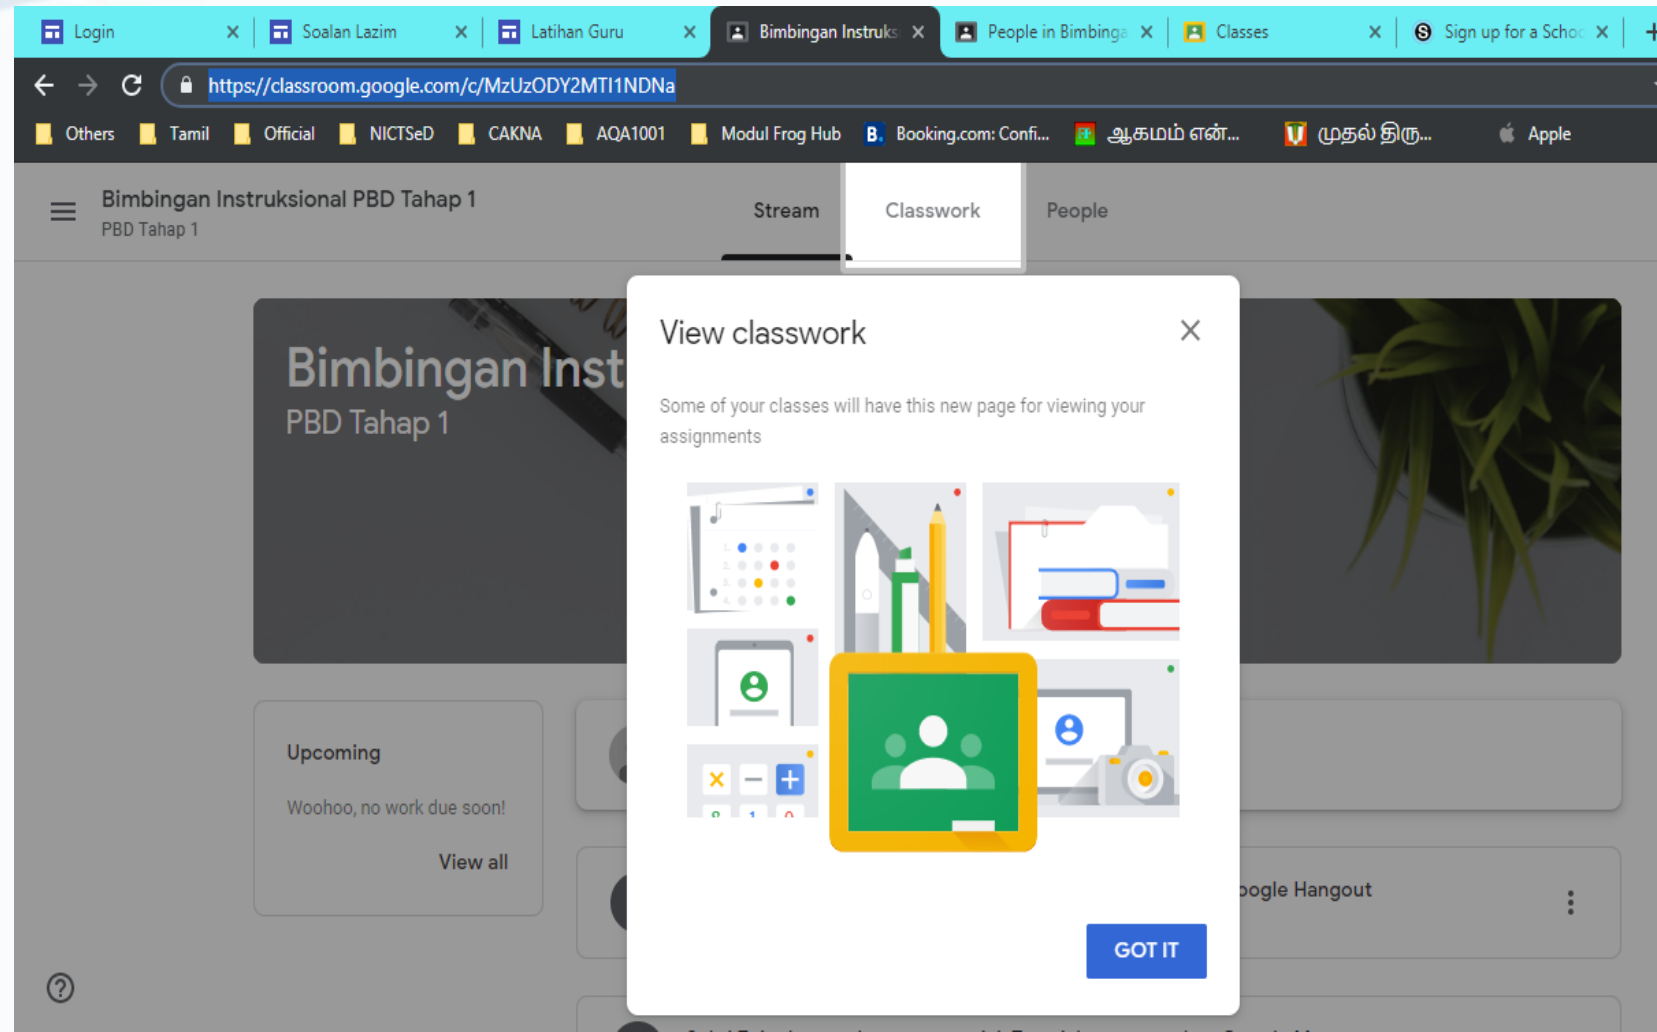 Login
Soalan Lazim
Latihan Guru
Bimbingan Instruks
People in Bimbinga
Classes
Sign up for a Schoo
https://classroom.google.com/c/MzUzODY2MTI1NDNa
Others
Tamil
Official
NICTSeD
CAKNA
AQA1001
Modul Frog Hub
B.
Booking.com: Confi...
ஆகமம் என்...
முதல் திரு...
Apple
Bimbingan Instruksional PBD Tahap 1
PBD Tahap 1
Stream
Classwork
People
Bimbingan Inst
PBD Tahap 1
View classwork
Some of your classes will have this new page for viewing your
assignments
Upcoming
Woohoo, no work due soon!
View all
oogle Hangout
GOT IT